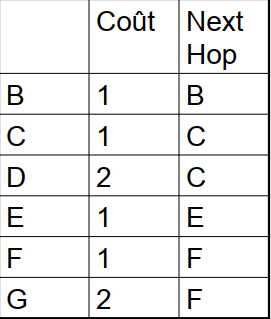 Coût Next
Hop
B 1 B
C 1 C
D 2 C
E 1 E
F 1 F
G 2 F